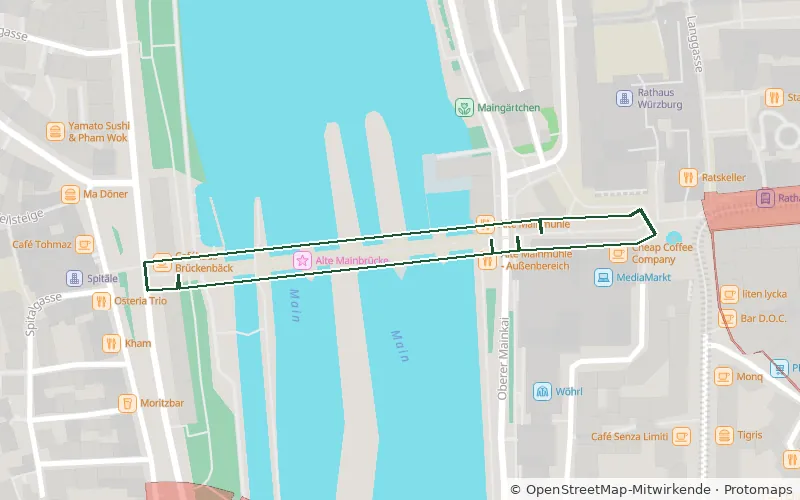 Langgasse
Rathaus
Würzburg
Maingärtchen
Yamato Sushi
& Pham Wok
Ratskeller
Ma Döner
Alte Mainmühle
Café Tohmaz
Brückenbäck
Alte Mainbrücke
Alte Mainmühle
- Außenbereich
Cheap Coffee
Company
Spitäle
MediaMarkt
Osteria Trio
Spitalgasse
Main
liten lycka
Bar D.O.C.
Main
Oberer Mainkai
Kham
Monq
Wöhrl
Moritzbar
Café Senza Limiti
Tigris
© OpenStreetMap-Mitwirkende · Protomaps